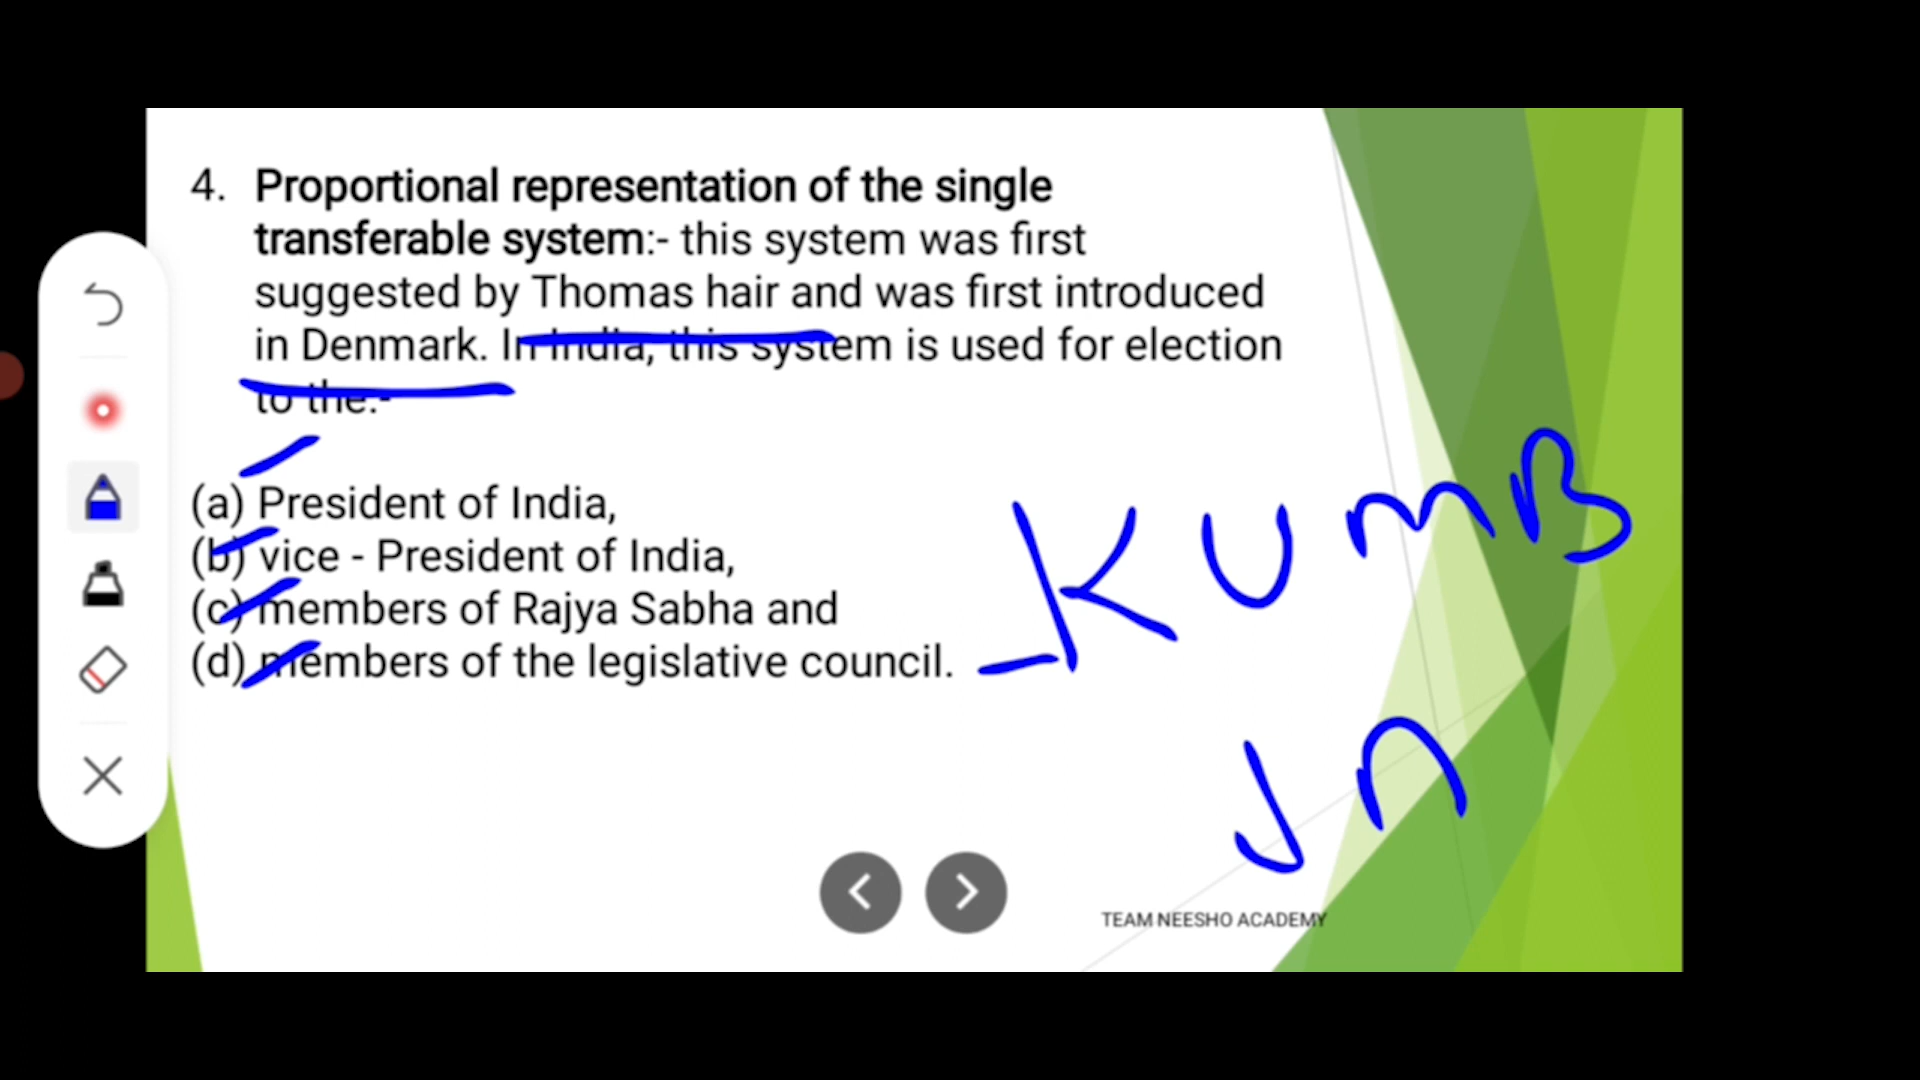 4. Proportional representation of the single
transferable system:- this system was first
suggested by Thomas hair and was first introduced
in Denmark. In India, this system is used for election
to the:-
(a) President of India,
(b) vice - President of India,
(c) members of Rajya Sabha and
(d) members of the legislative council.
KUMB
Jn
TEAM NEESHO ACADEMY